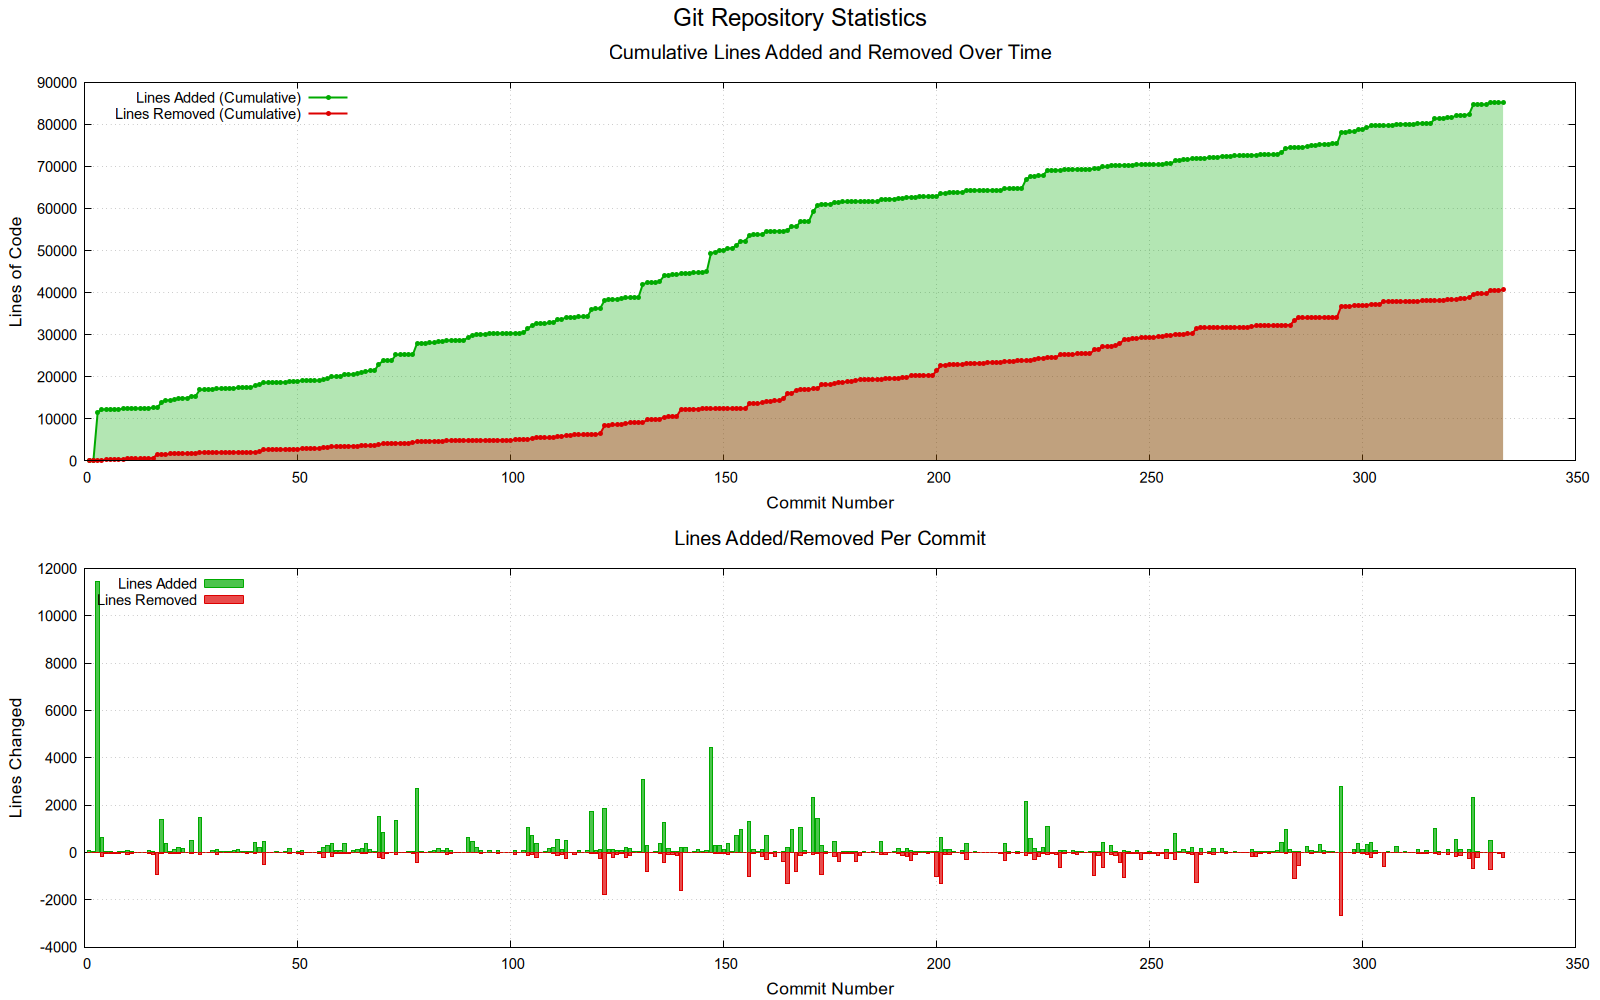 Git Repository Statistics
Cumulative Lines Added and Removed Over Time
90000
80000
70000
60000
50000
40000
30000
20000
10000
0
Lines of Code
Lines Added (Cumulative)
Lines Removed (Cumulative)
0 50 100 150 200 250 300 350
Commit Number
Lines Added/Removed Per Commit
12000
10000
8000
6000
4000
2000
0
-2000
-4000
Lines Changed
Lines Added
Lines Removed
0 50 100 150 200 250 300 350
Commit Number